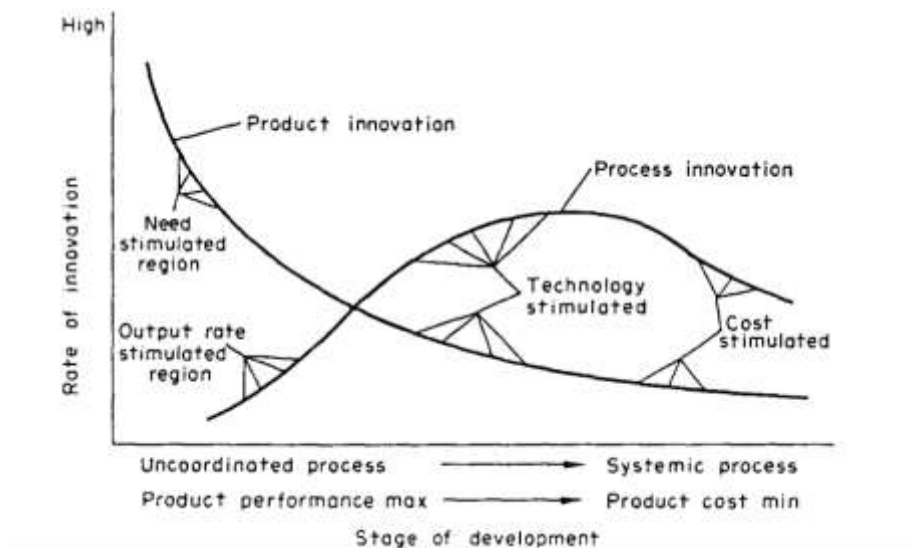 High
Product innovation
Process innovation
Need
stimulated
region
Technology
stimulated
Output rate
stimulated
region
Cost
stimulated
Rate of innovation
Uncoordinated process
Systemic process
Product performance max
Product cost min
Stage of development